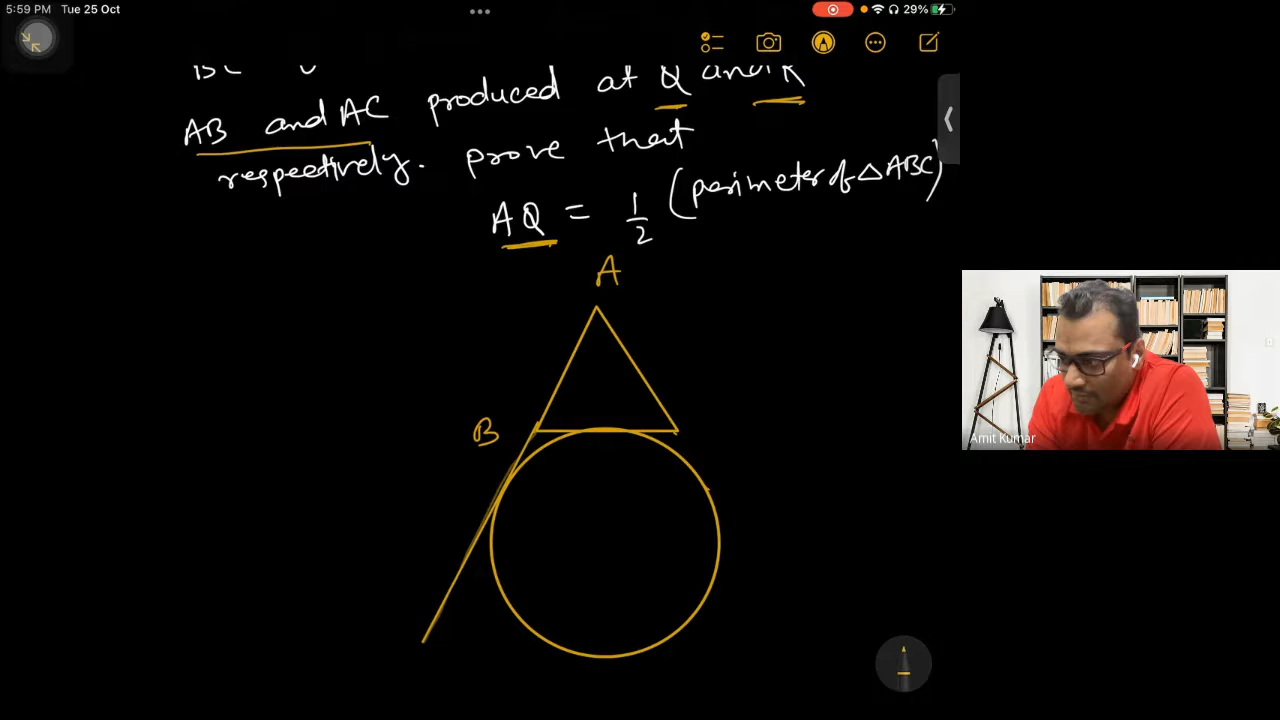 5:59 PM Tue 25 Oct
29%
BC
AB and AC produced at Q and R
respectively. prove that
AQ = 1/2 (perimeter of △ABC)
A
B
Amit Kumar